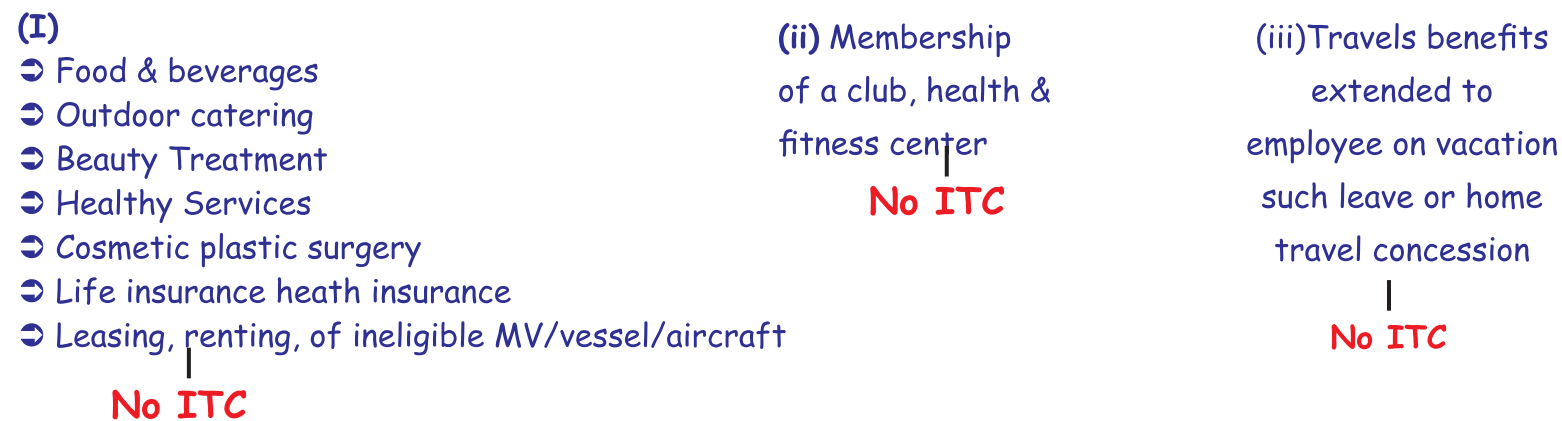 (I)
➲ Food & beverages
➲ Outdoor catering
➲ Beauty Treatment
➲ Healthy Services
➲ Cosmetic plastic surgery
➲ Life insurance heath insurance
➲ Leasing, renting, of ineligible MV/vessel/aircraft
No ITC
(ii) Membership
of a club, health &
fitness center
No ITC
(iii)Travels benefits
extended to
employee on vacation
such leave or home
travel concession
No ITC